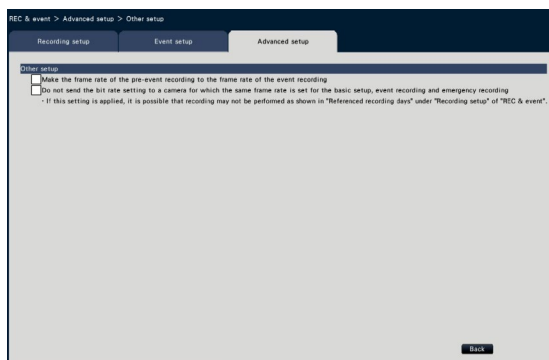 REC & event > Advanced setup > Other setup
Recording setup
Event setup
Advanced setup
Other setup
Make the frame rate of the pre-event recording to the frame rate of the event recording
Do not send the bit rate setting to a camera for which the same frame rate is set for the basic setup, event recording and emergency recording
・If this setting is applied, it is possible that recording may not be performed as shown in "Referenced recording days" under "Recording setup" of "REC & event".
Back